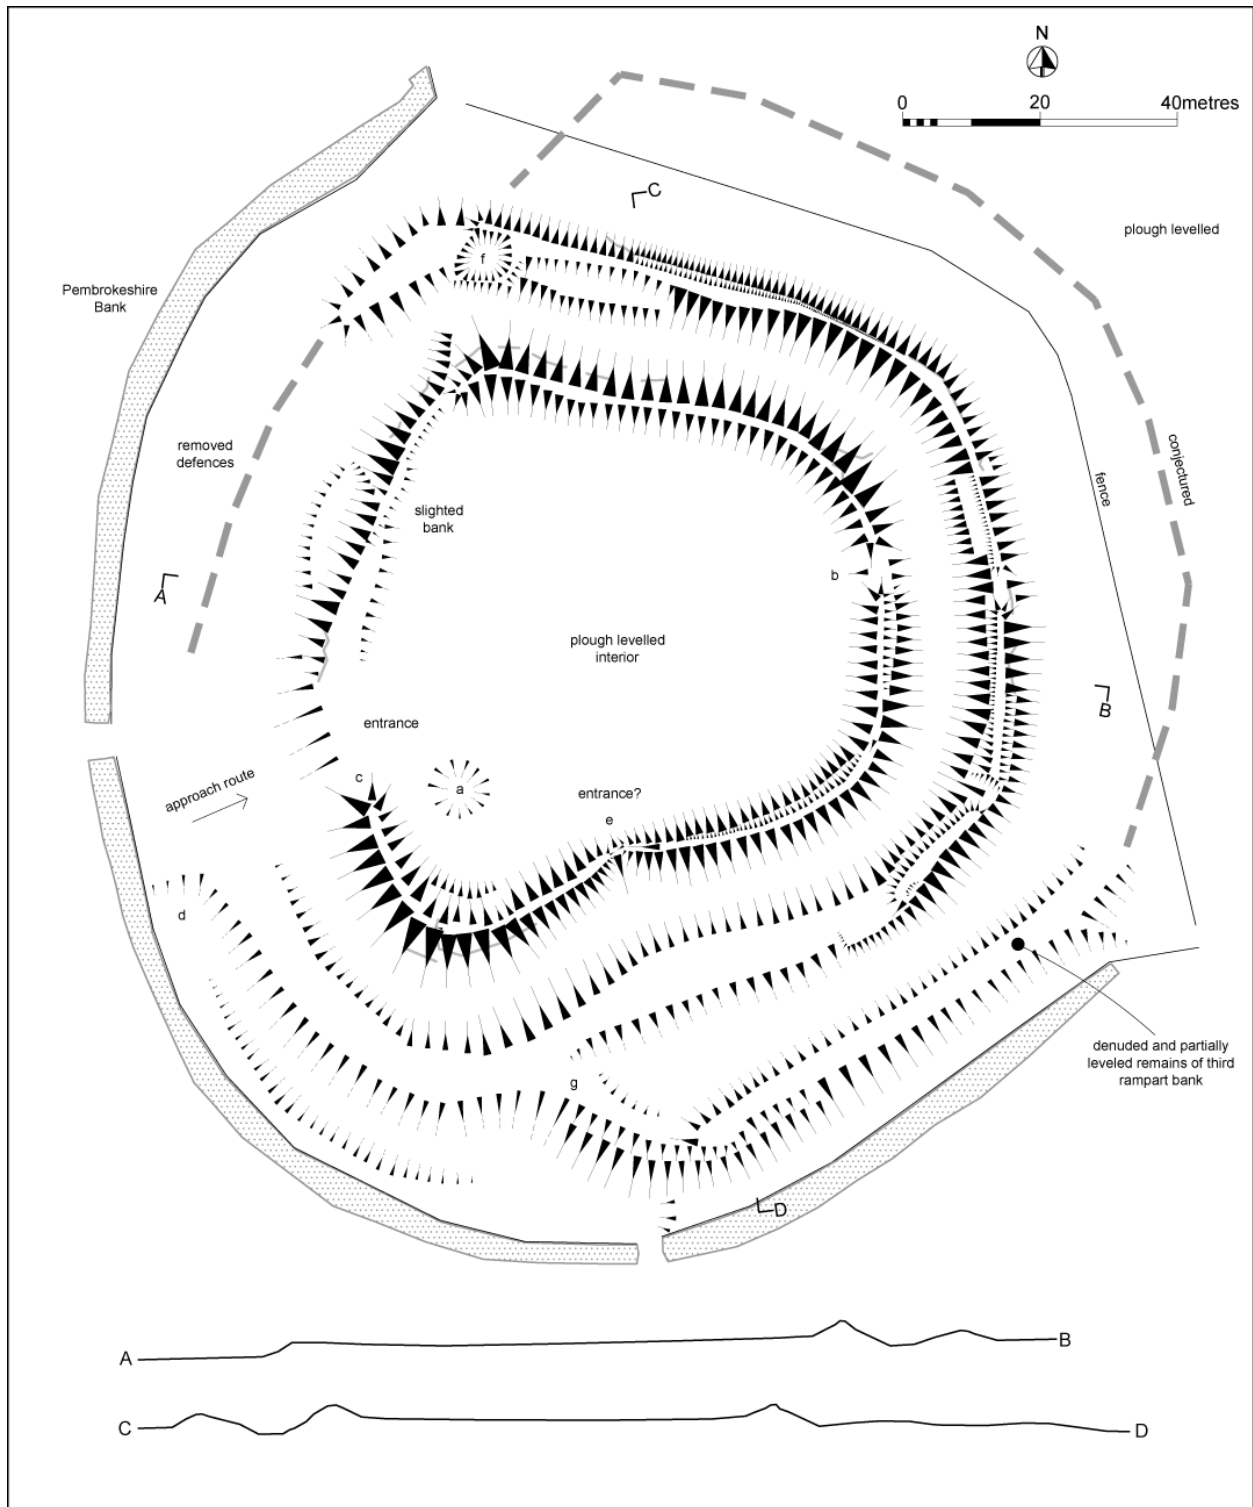 N
0 20 40metres
C
plough levelled
f
Pembrokeshire
Bank
removed
defences
conjectured
fence
slighted
bank
A
b
plough levelled
interior
B
entrance
c
approach route
a
entrance?
e
d
denuded and partially
leveled remains of third
rampart bank
g
D
A B
C D